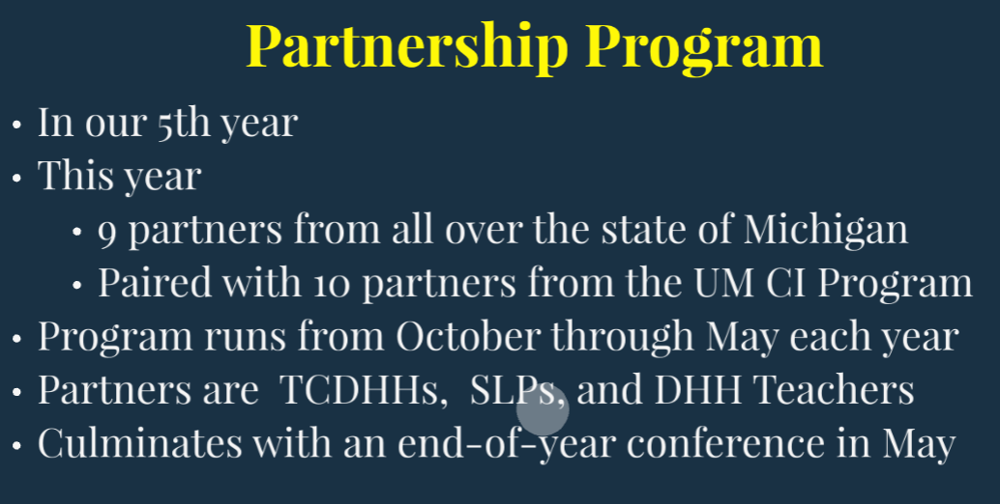 Partnership Program
• In our 5th year
• This year
• 9 partners from all over the state of Michigan
• Paired with 10 partners from the UM CI Program
• Program runs from October through May each year
• Partners are  TCDHHs,  SLPs, and DHH Teachers
• Culminates with an end-of-year conference in May